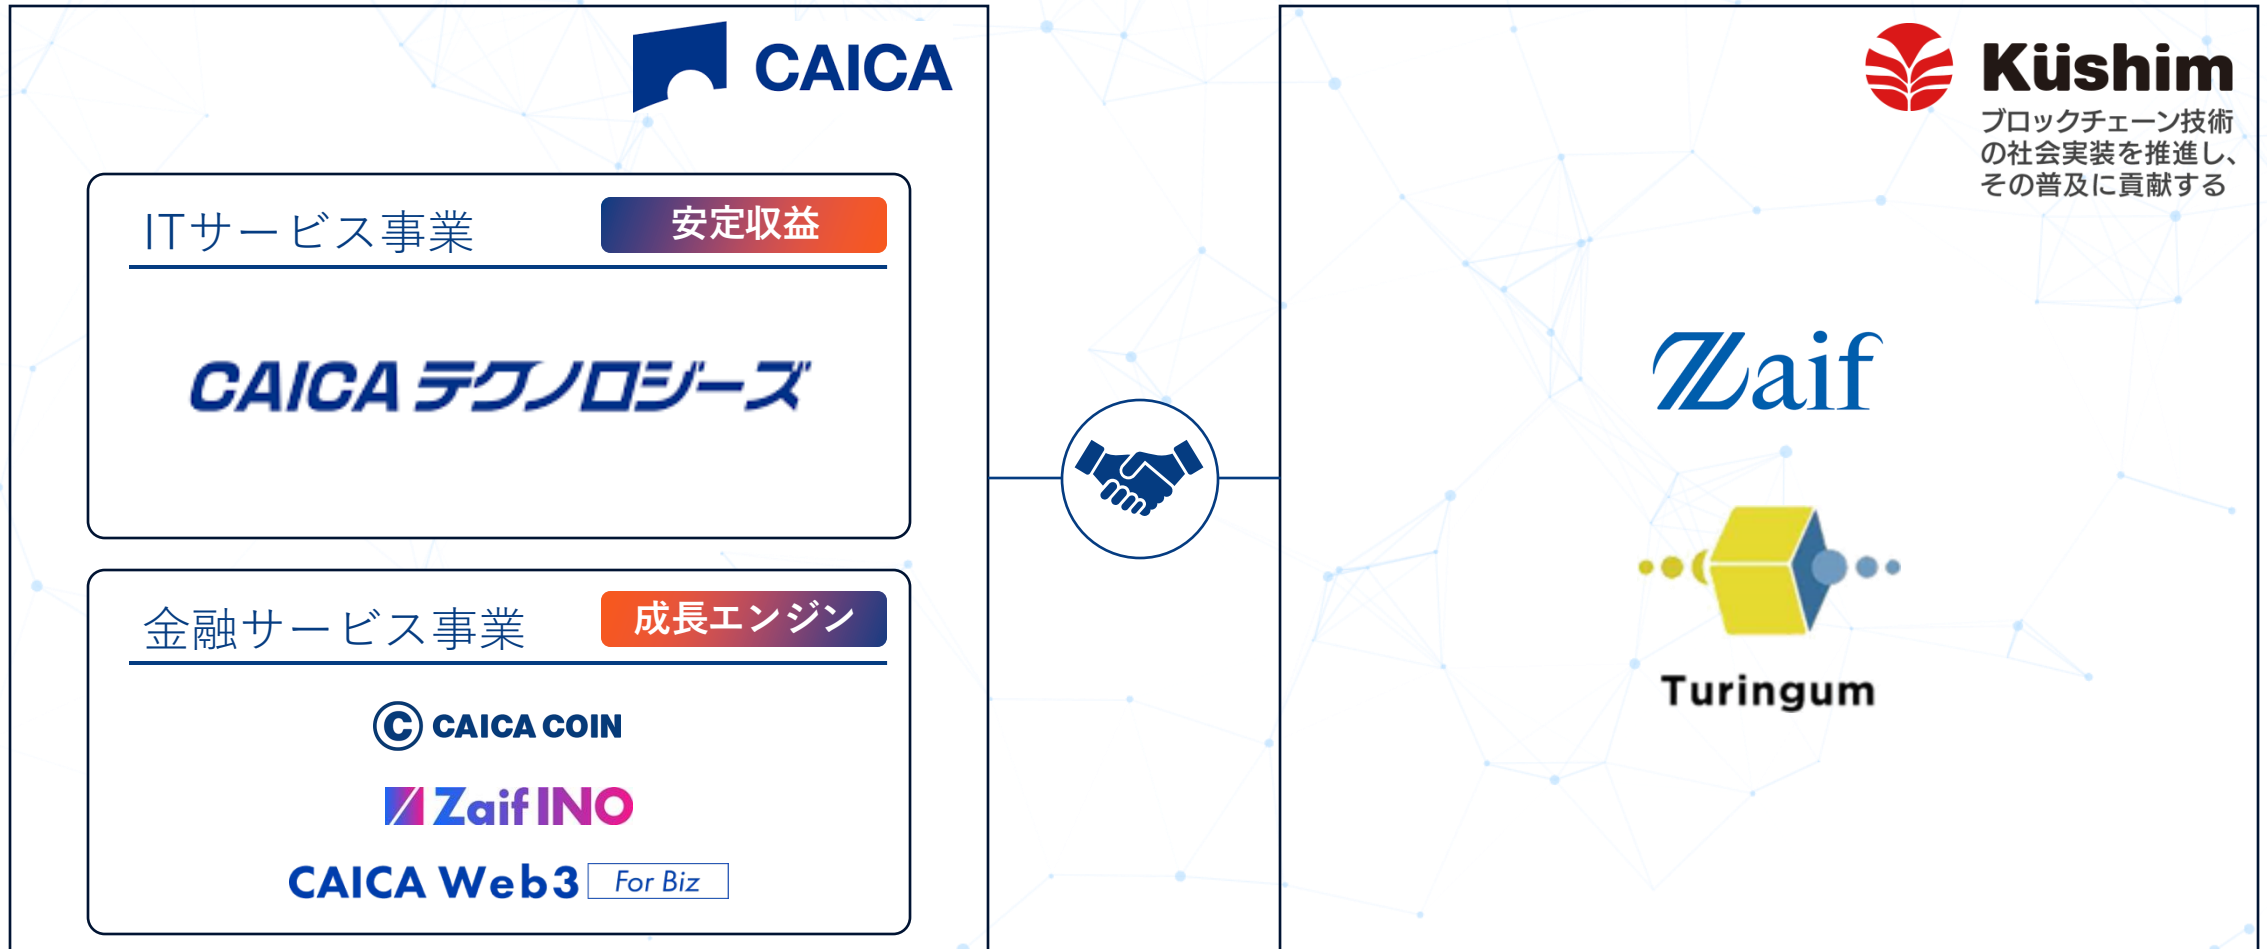 CAICA
ITサービス事業
安定収益
CAICA テクノロジーズ
金融サービス事業
成長エンジン
C CAICA COIN
Zaif INO
CAICA Web3 For Biz
Küshim
ブロックチェーン技術
の社会実装を推進し、
その普及に貢献する
Zaif
Turingum